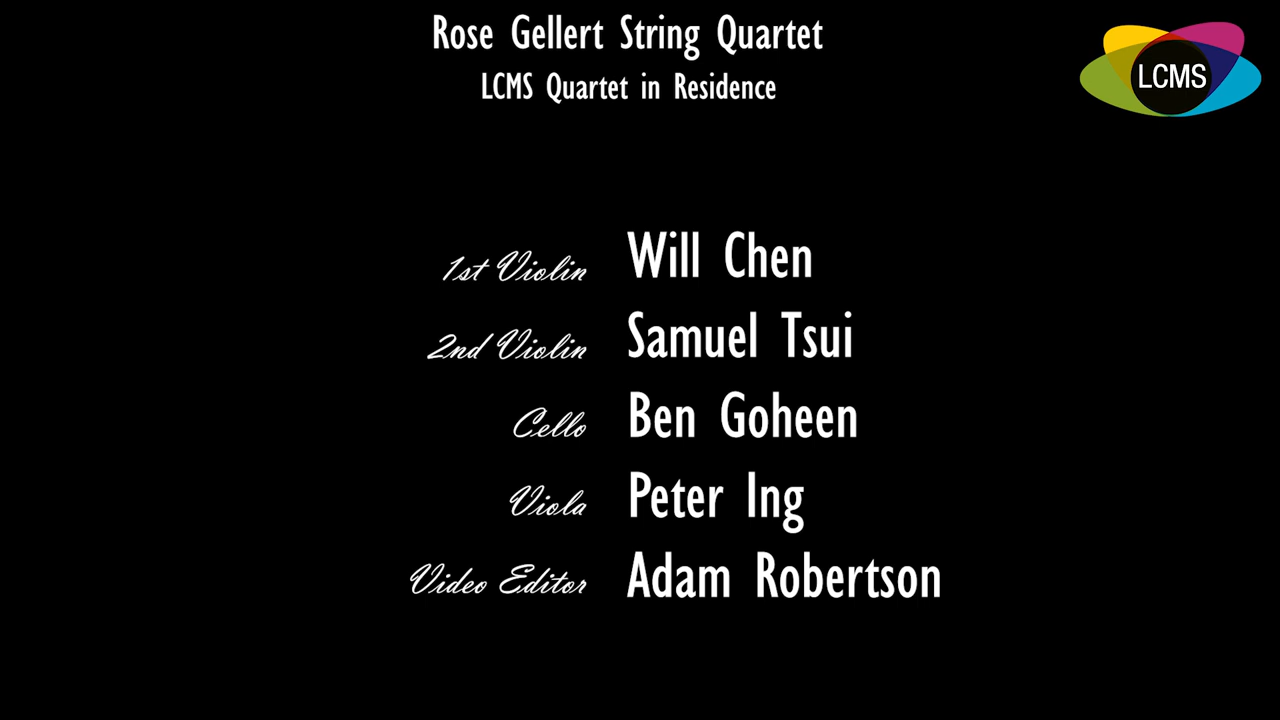 Rose Gellert String Quartet
LCMS Quartet in Residence
LCMS
1st Violin Will Chen
2nd Violin Samuel Tsui
Cello Ben Goheen
Viola Peter Ing
Video Editor Adam Robertson